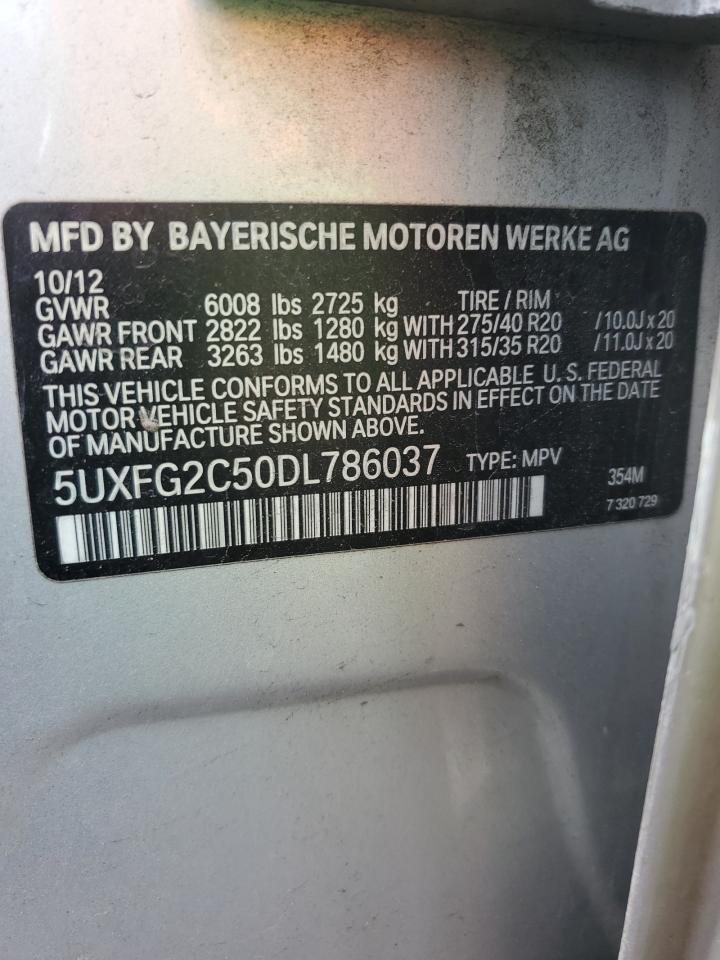 MFD BY BAYERISCHE MOTOREN WERKE AG
10/12
GVWR 6008 lbs 2725 kg TIRE / RIM
GAWR FRONT 2822 lbs 1280 kg WITH 275/40 R20 /10.0J x 20
GAWR REAR 3263 lbs 1480 kg WITH 315/35 R20 /11.0J x 20
THIS VEHICLE CONFORMS TO ALL APPLICABLE U. S. FEDERAL
MOTOR VEHICLE SAFETY STANDARDS IN EFFECT ON THE DATE
OF MANUFACTURE SHOWN ABOVE.
5UXFG2C50DL786037 TYPE: MPV 354M
7 320 729